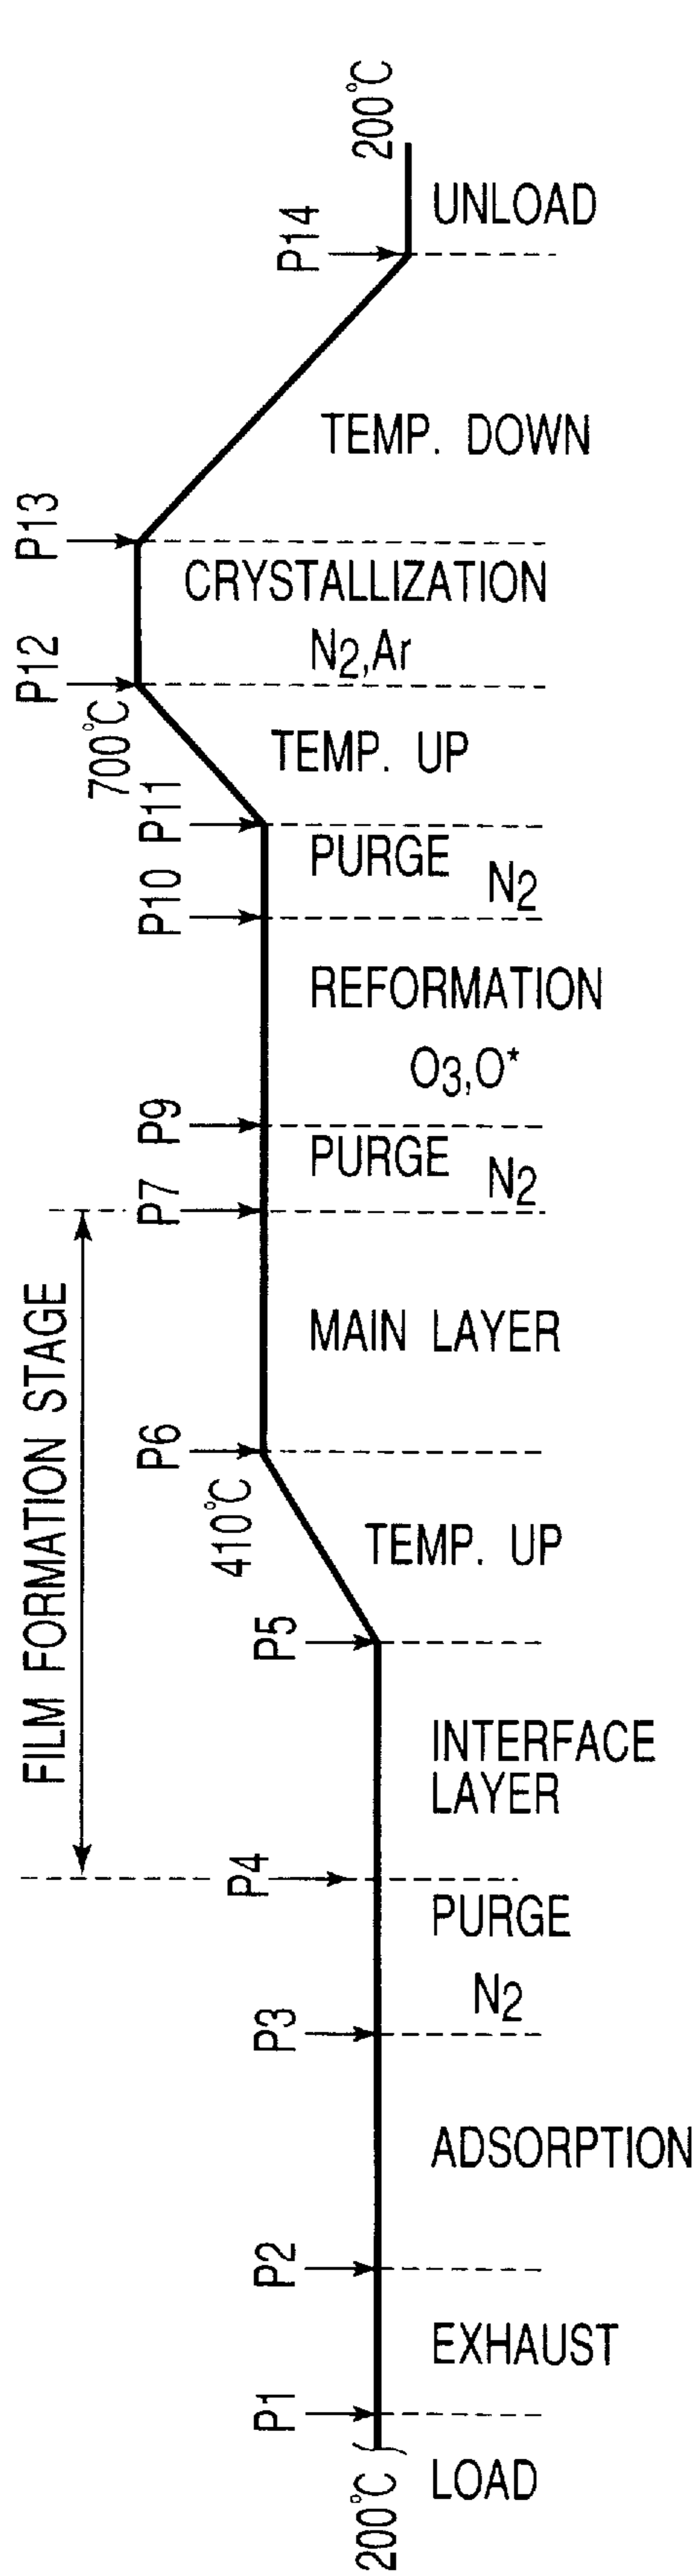 200°C
UNLOAD
P14
TEMP. DOWN
P13
CRYSTALLIZATION
N2,Ar
P12
700°C
TEMP. UP
P11
PURGE
N2
P10
REFORMATION
O3,O*
P9
PURGE
N2
P7
FILM FORMATION STAGE
MAIN LAYER
P6
410°C
TEMP. UP
P5
INTERFACE
LAYER
P4
PURGE
N2
P3
ADSORPTION
P2
EXHAUST
P1
LOAD
200°C